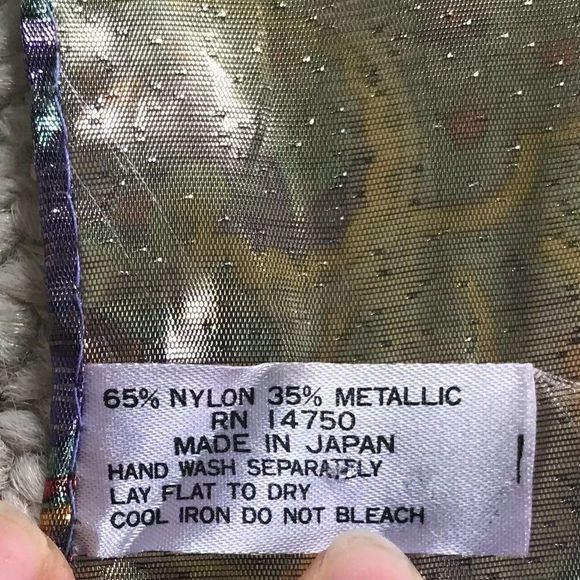 65% NYLON 35% METALLIC
RN 14750
MADE IN JAPAN
HAND WASH SEPARATELY
LAY FLAT TO DRY
COOL IRON DO NOT BLEACH